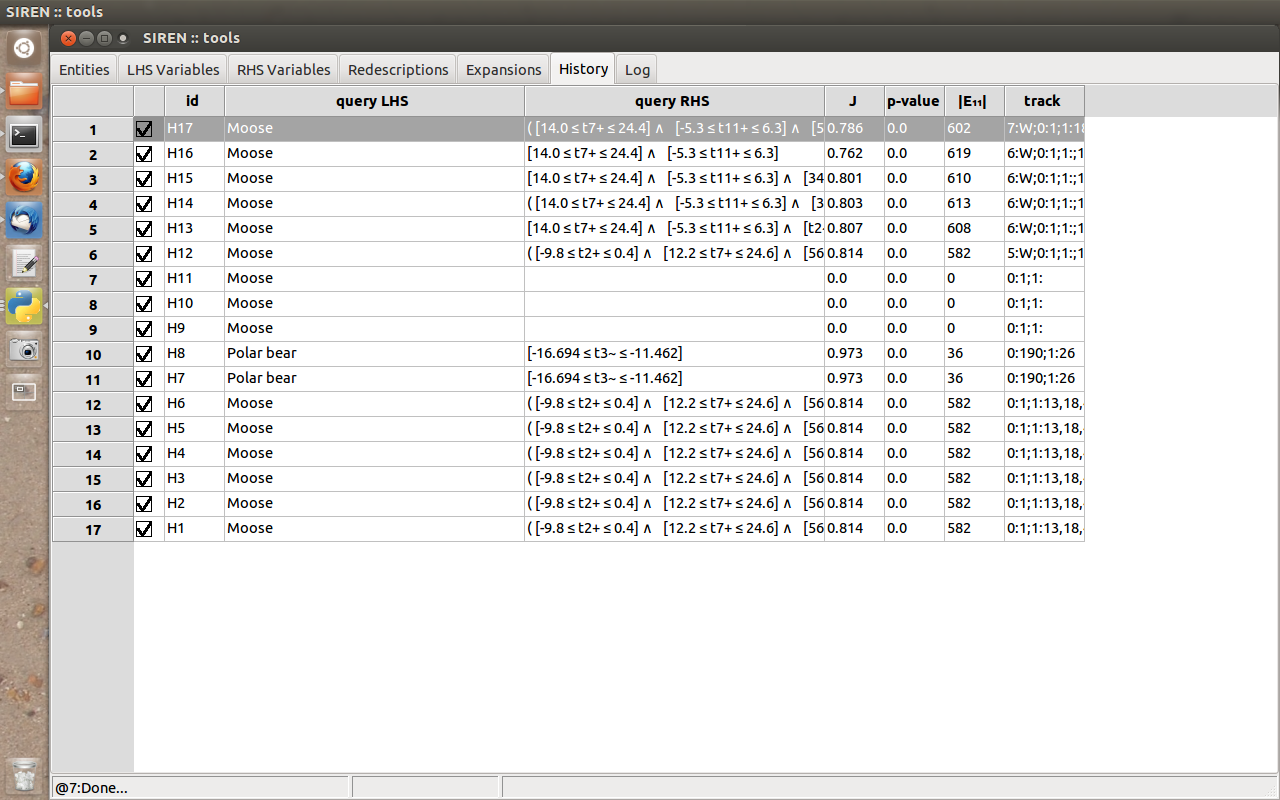 SIREN :: tools
SIREN :: tools
Entities LHS Variables RHS Variables Redescriptions Expansions History Log
id query LHS query RHS J p-value |E₁₁| track
1 H17 Moose ( [14.0 ≤ t7+ ≤ 24.4] ∧ [-5.3 ≤ t11+ ≤ 6.3] ∧ [5 0.786 0.0 602 7:W;0:1;1:18
2 H16 Moose [14.0 ≤ t7+ ≤ 24.4] ∧ [-5.3 ≤ t11+ ≤ 6.3] 0.762 0.0 619 6:W;0:1;1:;1
3 H15 Moose [14.0 ≤ t7+ ≤ 24.4] ∧ [-5.3 ≤ t11+ ≤ 6.3] ∧ [34 0.801 0.0 610 6:W;0:1;1:;1
4 H14 Moose ( [14.0 ≤ t7+ ≤ 24.4] ∧ [-5.3 ≤ t11+ ≤ 6.3] ∧ [3 0.803 0.0 613 6:W;0:1;1:;1
5 H13 Moose [14.0 ≤ t7+ ≤ 24.4] ∧ [-5.3 ≤ t11+ ≤ 6.3] ∧ [t2 0.807 0.0 608 6:W;0:1;1:;1
6 H12 Moose ( [-9.8 ≤ t2+ ≤ 0.4] ∧ [12.2 ≤ t7+ ≤ 24.6] ∧ [56 0.814 0.0 582 5:W;0:1;1:;1
7 H11 Moose 0.0 0.0 0 0:1;1:
8 H10 Moose 0.0 0.0 0 0:1;1:
9 H9 Moose 0.0 0.0 0 0:1;1:
10 H8 Polar bear [-16.694 ≤ t3~ ≤ -11.462] 0.973 0.0 36 0:190;1:26
11 H7 Polar bear [-16.694 ≤ t3~ ≤ -11.462] 0.973 0.0 36 0:190;1:26
12 H6 Moose ( [-9.8 ≤ t2+ ≤ 0.4] ∧ [12.2 ≤ t7+ ≤ 24.6] ∧ [56 0.814 0.0 582 0:1;1:13,18,
13 H5 Moose ( [-9.8 ≤ t2+ ≤ 0.4] ∧ [12.2 ≤ t7+ ≤ 24.6] ∧ [56 0.814 0.0 582 0:1;1:13,18,
14 H4 Moose ( [-9.8 ≤ t2+ ≤ 0.4] ∧ [12.2 ≤ t7+ ≤ 24.6] ∧ [56 0.814 0.0 582 0:1;1:13,18,
15 H3 Moose ( [-9.8 ≤ t2+ ≤ 0.4] ∧ [12.2 ≤ t7+ ≤ 24.6] ∧ [56 0.814 0.0 582 0:1;1:13,18,
16 H2 Moose ( [-9.8 ≤ t2+ ≤ 0.4] ∧ [12.2 ≤ t7+ ≤ 24.6] ∧ [56 0.814 0.0 582 0:1;1:13,18,
17 H1 Moose ( [-9.8 ≤ t2+ ≤ 0.4] ∧ [12.2 ≤ t7+ ≤ 24.6] ∧ [56 0.814 0.0 582 0:1;1:13,18,
@7:Done...